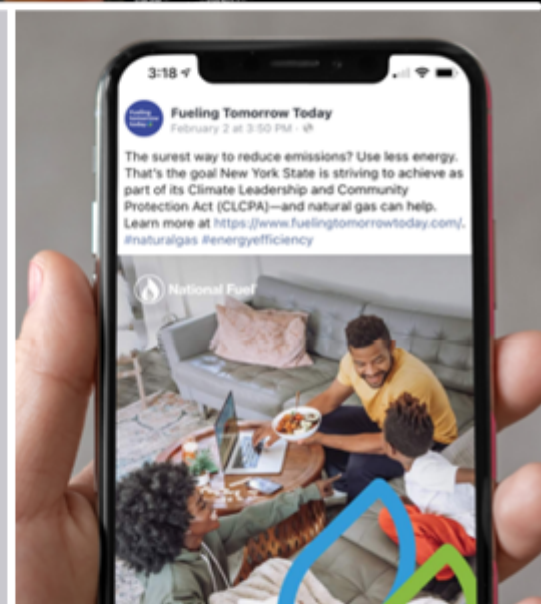 3:18
Fueling Tomorrow Today
Fueling Tomorrow Today
February 2 at 3:50 PM ·
The surest way to reduce emissions? Use less energy.
That's the goal New York State is striving to achieve as
part of its Climate Leadership and Community
Protection Act (CLCPA)—and natural gas can help.
Learn more at https://www.fuelingtomorrowtoday.com/.
#naturalgas #energyefficiency
National Fuel